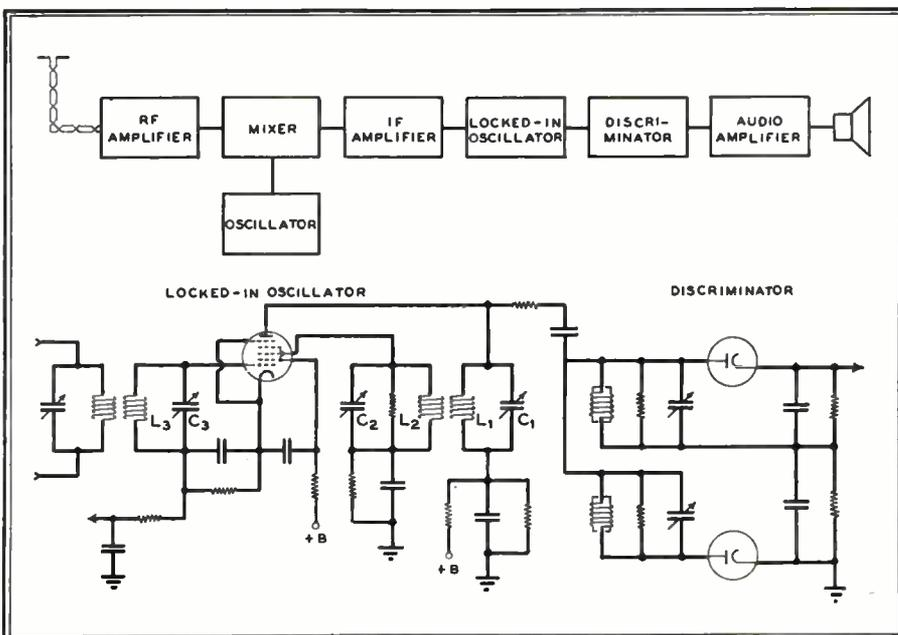 RF
AMPLIFIER
MIXER
IF
AMPLIFIER
LOCKED-IN
OSCILLATOR
DISCRI-
MINATOR
AUDIO
AMPLIFIER
OSCILLATOR
LOCKED-IN OSCILLATOR
DISCRIMINATOR
L3
C3
C2
L2
L1
C1
+B
+B